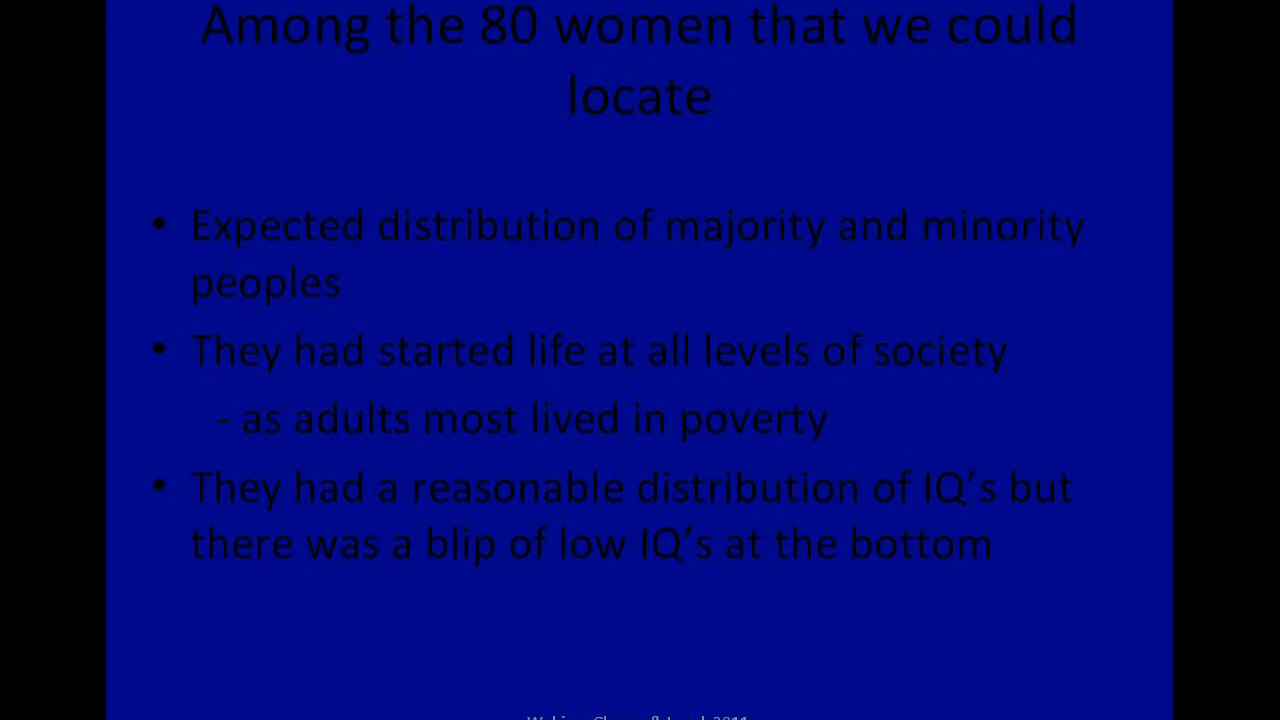 Among the 80 women that we could
locate
• Expected distribution of majority and minority
peoples
• They had started life at all levels of society
- as adults most lived in poverty
• They had a reasonable distribution of IQ’s but
there was a blip of low IQ’s at the bottom